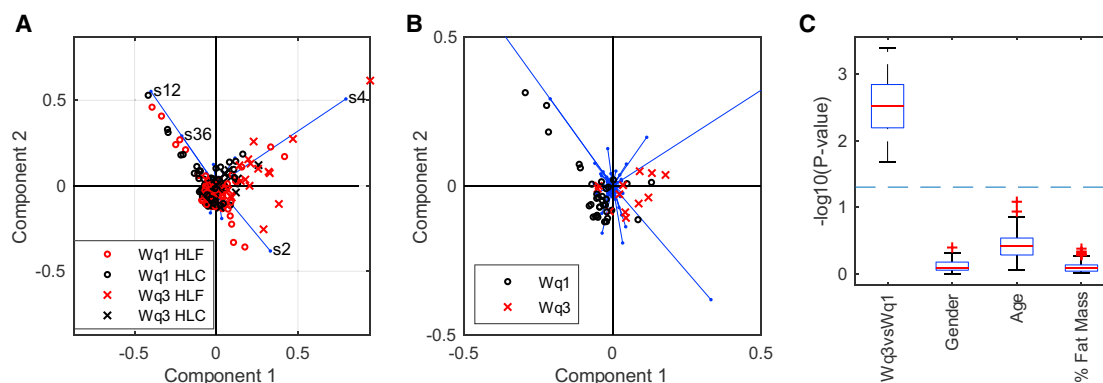 A
Component 2
0.5
0
-0.5
-0.5
0
0.5
Component 1
s12
s36
s4
s2
Wq1 HLF
Wq1 HLC
Wq3 HLF
Wq3 HLC
B
Component 2
0.5
0
-0.5
-0.5
0
0.5
Component 1
Wq1
Wq3
C
-log10(P-value)
3
2
1
0
Wq3vsWq1
Gender
Age
% Fat Mass